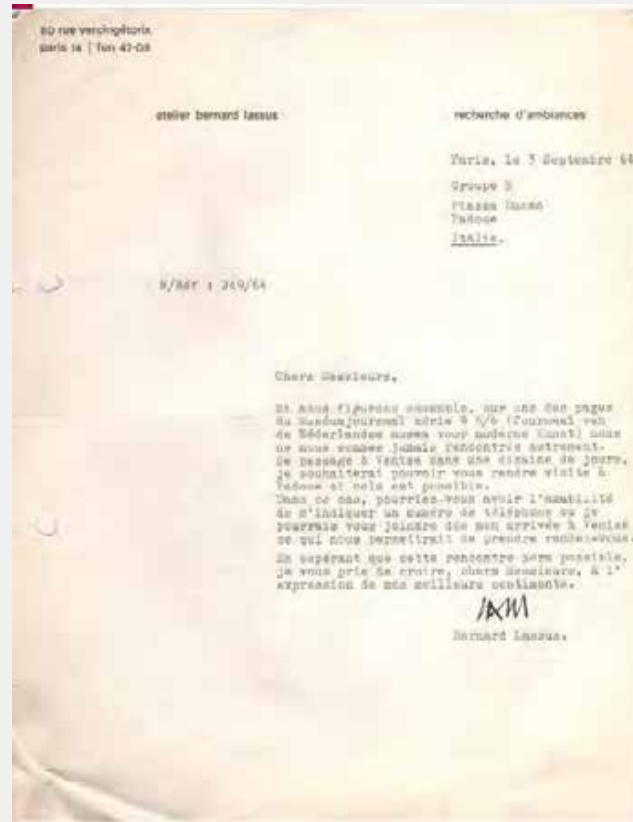 60 rue vercingétorix
paris 14 | fon 47-08
atelier bernard lassus
recherche d'ambiances
Paris, le 3 Septembre 64
Groupe N
Piazza Duomo
Padoue
Italie.
N/Réf : 249/64
Chers Messieurs,
Si nous figurons ensemble, sur une des pages
du Museumjournal série 9 5/6 (Journaal van
de Néderlandse musea voor moderne Kunst) nous
ne nous sommes jamais rencontrés autrement.
De passage à Venise dans une dizaine de jours,
je souhaiterai pouvoir vous rendre visite à
Padoue si cela est possible.
Dans ce cas, pourriez-vous avoir l'amabilité
de m'indiquer un numéro de téléphone où je
pourrais vous joindre dès mon arrivée à Venise
ce qui nous permettrait de prendre rendez-vous.
En espérant que cette rencontre sera possible,
je vous prie de croire, chers Messieurs, à l'
expression de mes meilleurs sentiments.
Bernard Lassus.